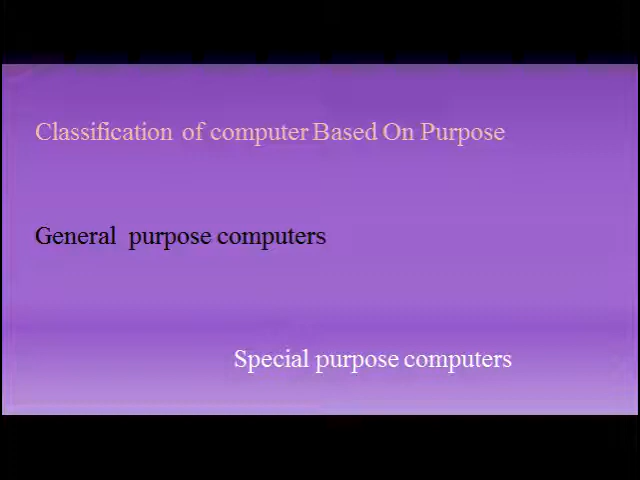 Classification of computer Based On Purpose
General purpose computers
Special purpose computers